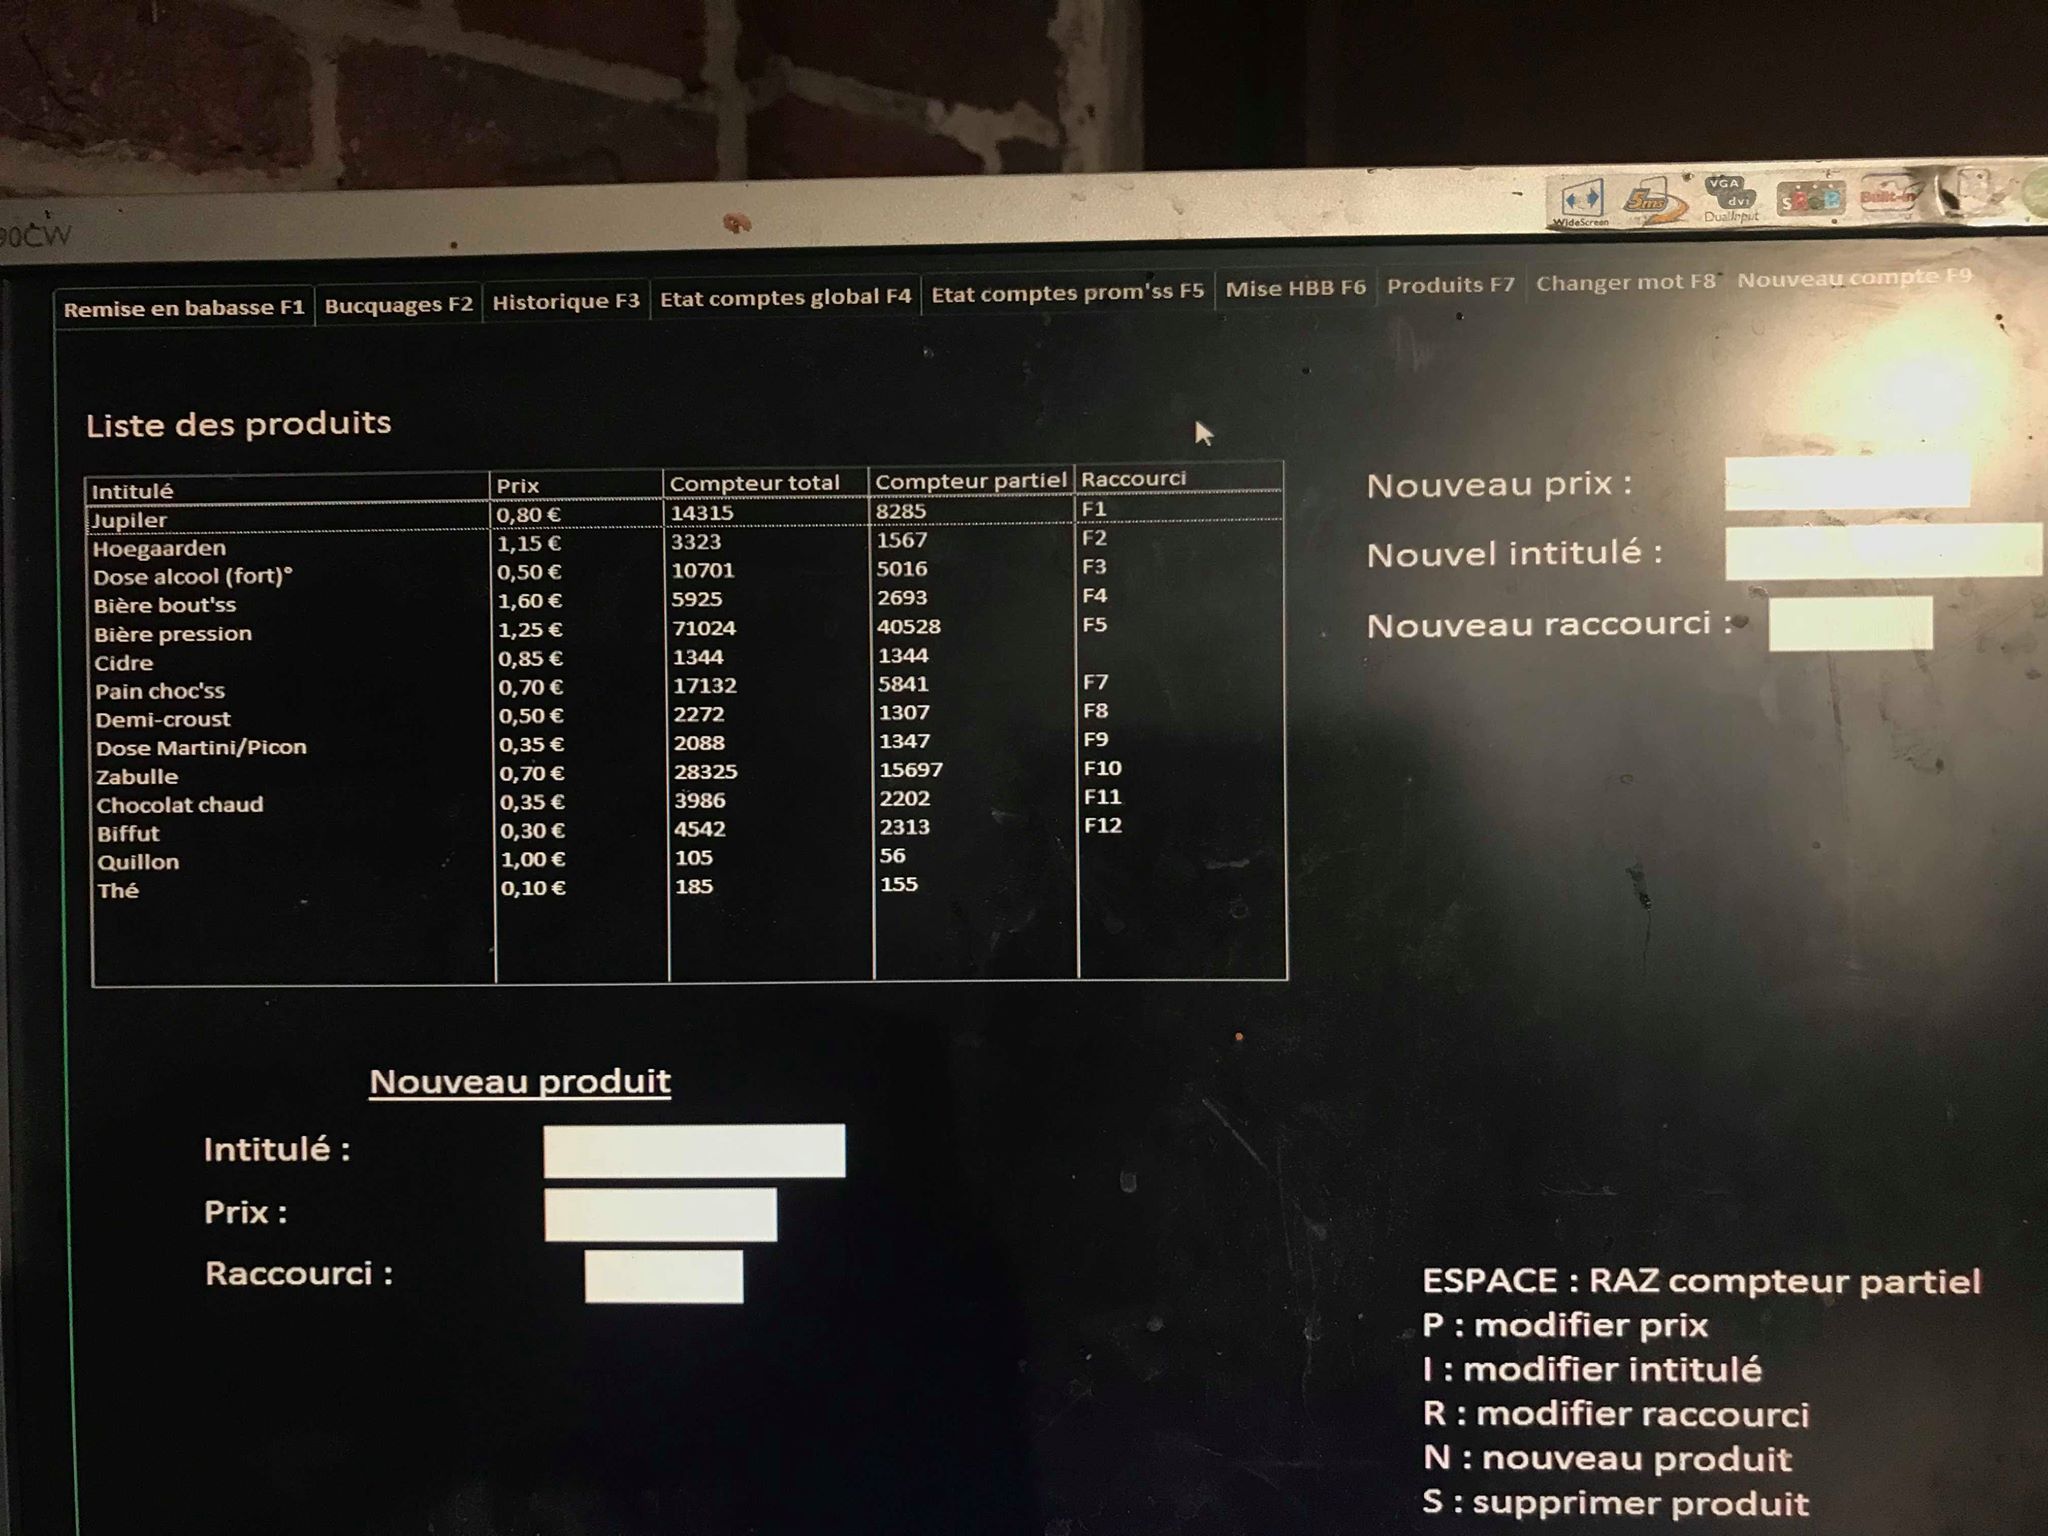 90CW
WideScreen 5ms VGA dvi DualInput
Remise en babasse F1 Bucquages F2 Historique F3 Etat comptes global F4 Etat comptes prom'ss F5 Mise HBB F6 Produits F7 Changer mot F8 Nouveau compte F9
Liste des produits
Intitulé Prix Compteur total Compteur partiel Raccourci
Jupiler 0,80 € 14315 8285 F1
Hoegaarden 1,15 € 3323 1567 F2
Dose alcool (fort)° 0,50 € 10701 5016 F3
Bière bout'ss 1,60 € 5925 2693 F4
Bière pression 1,25 € 71024 40528 F5
Cidre 0,85 € 1344 1344
Pain choc'ss 0,70 € 17132 5841 F7
Demi-croust 0,50 € 2272 1307 F8
Dose Martini/Picon 0,35 € 2088 1347 F9
Zabulle 0,70 € 28325 15697 F10
Chocolat chaud 0,35 € 3986 2202 F11
Biffut 0,30 € 4542 2313 F12
Quillon 1,00 € 105 56
Thé 0,10 € 185 155
Nouveau prix :
Nouvel intitulé :
Nouveau raccourci :
Nouveau produit
Intitulé :
Prix :
Raccourci :
ESPACE : RAZ compteur partiel
P : modifier prix
I : modifier intitulé
R : modifier raccourci
N : nouveau produit
S : supprimer produit